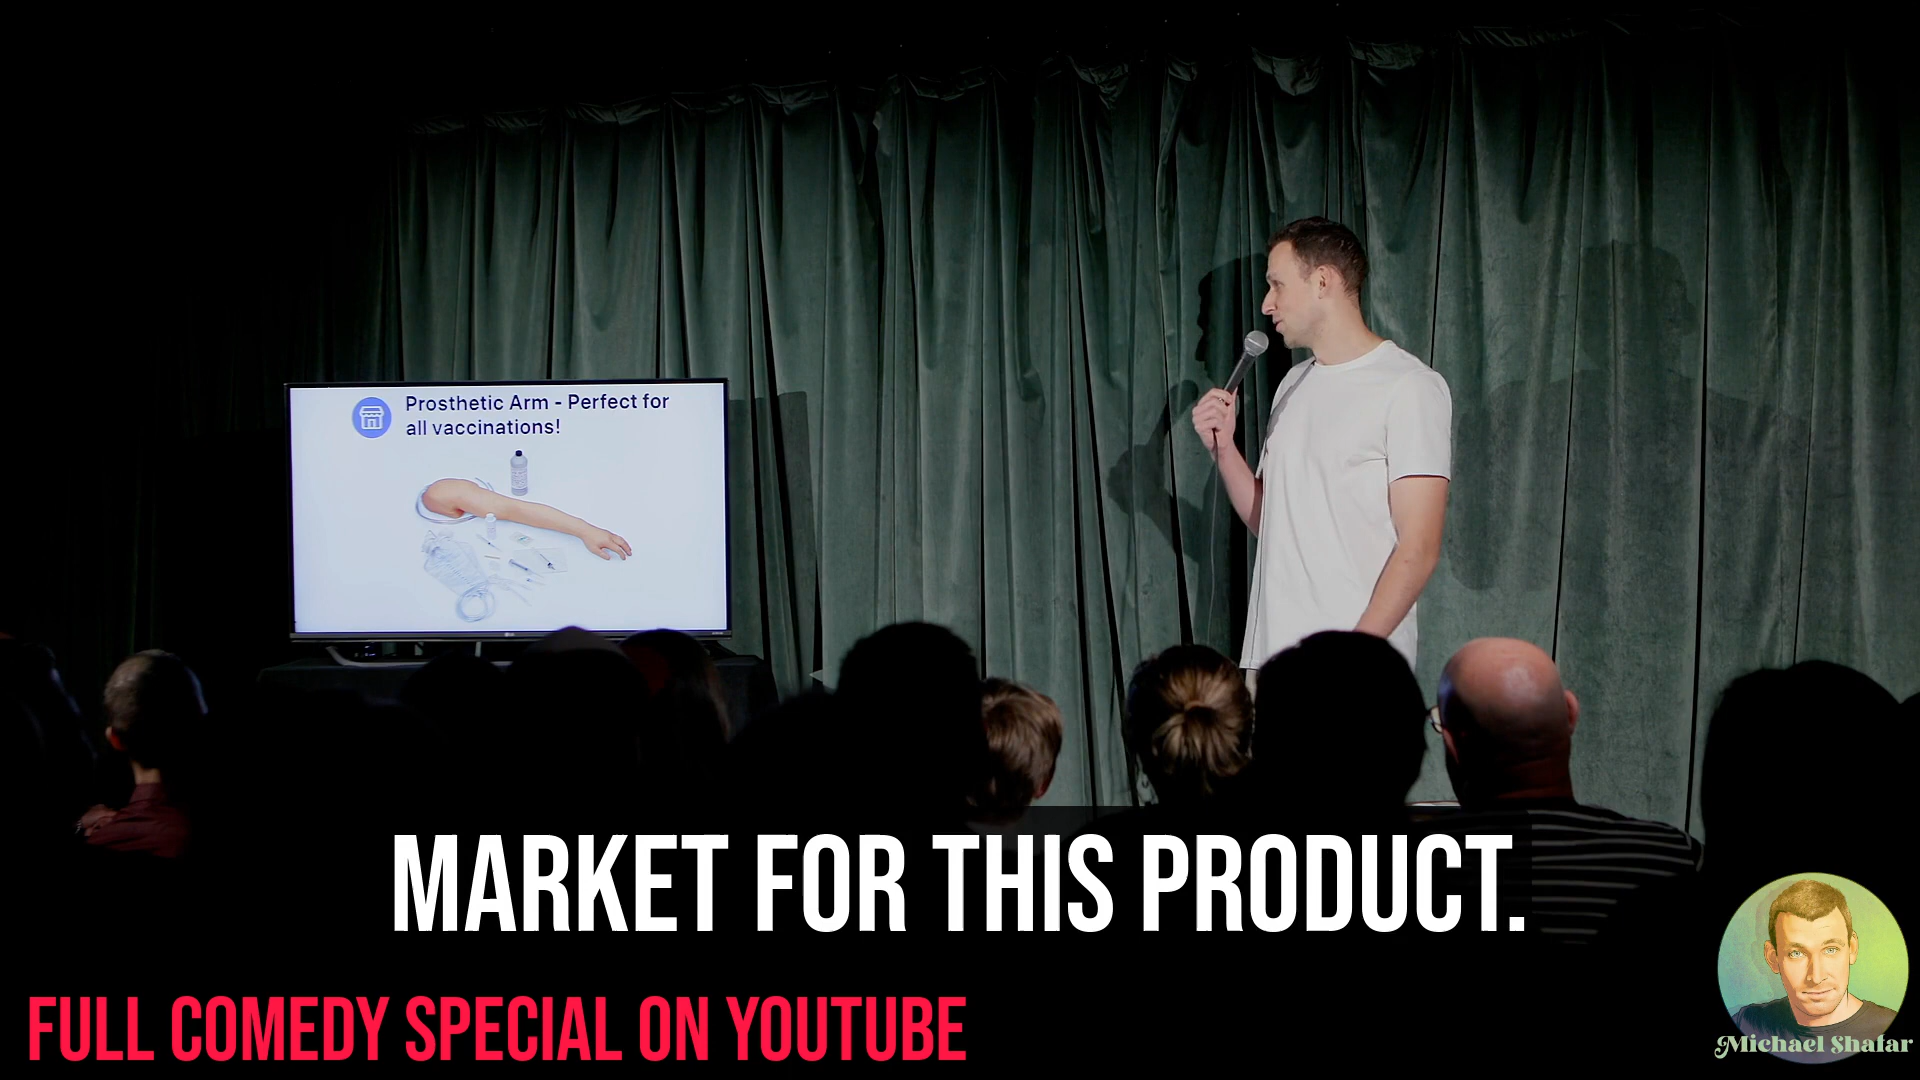 Prosthetic Arm - Perfect for
all vaccinations!
MARKET FOR THIS PRODUCT.
FULL COMEDY SPECIAL ON YOUTUBE
Michael Shafar